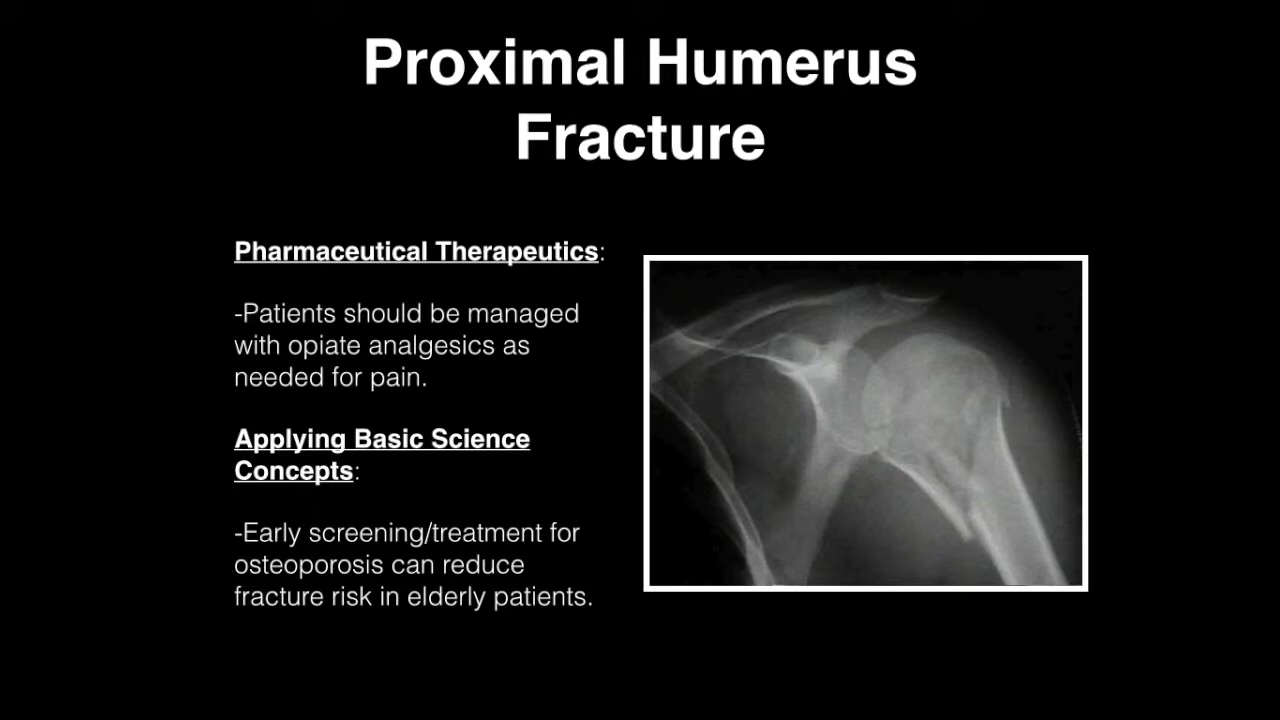 Proximal Humerus
Fracture
Pharmaceutical Therapeutics:
-Patients should be managed
with opiate analgesics as
needed for pain.
Applying Basic Science
Concepts:
-Early screening/treatment for
osteoporosis can reduce
fracture risk in elderly patients.